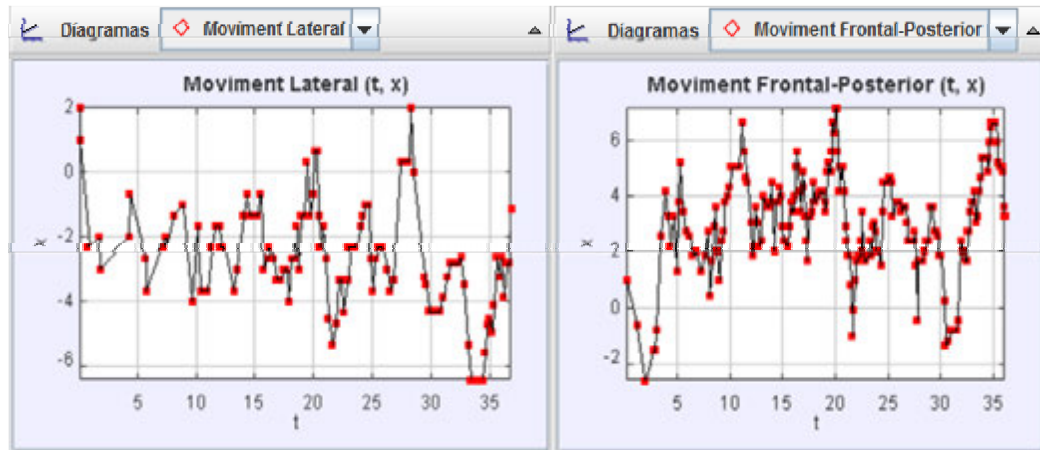 Diagramas Moviment Lateral
Moviment Lateral (t, x)
2
0
-2
-4
-6
x
5 10 15 20 25 30 35
t
Diagramas Moviment Frontal-Posterior
Moviment Frontal-Posterior (t, x)
6
4
2
0
-2
x
5 10 15 20 25 30 35
t